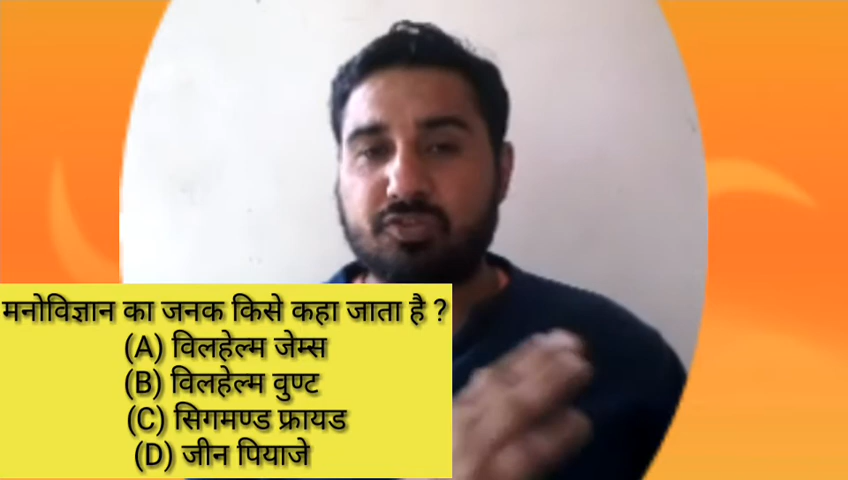 मनोविज्ञान का जनक किसे कहा जाता है ?
(A) विलहेल्म जेम्स
(B) विलहेल्म वुण्ट
(C) सिगमण्ड फ्रायड
(D) जीन पियाजे